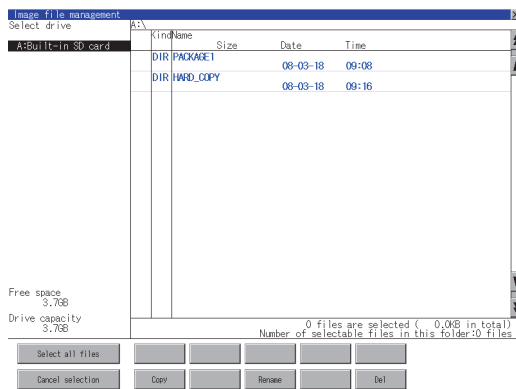 Image file management
Select drive
A:\
A:Built-in SD card
Kind Name
Size Date Time
DIR PACKAGE1
08-03-18 09:08
DIR HARD_COPY
08-03-18 09:16
Free space
3.7GB
Drive capacity
3.7GB
0 files are selected ( 0.0KB in total)
Number of selectable files in this folder:0 files
Select all files
Cancel selection Copy Rename Del